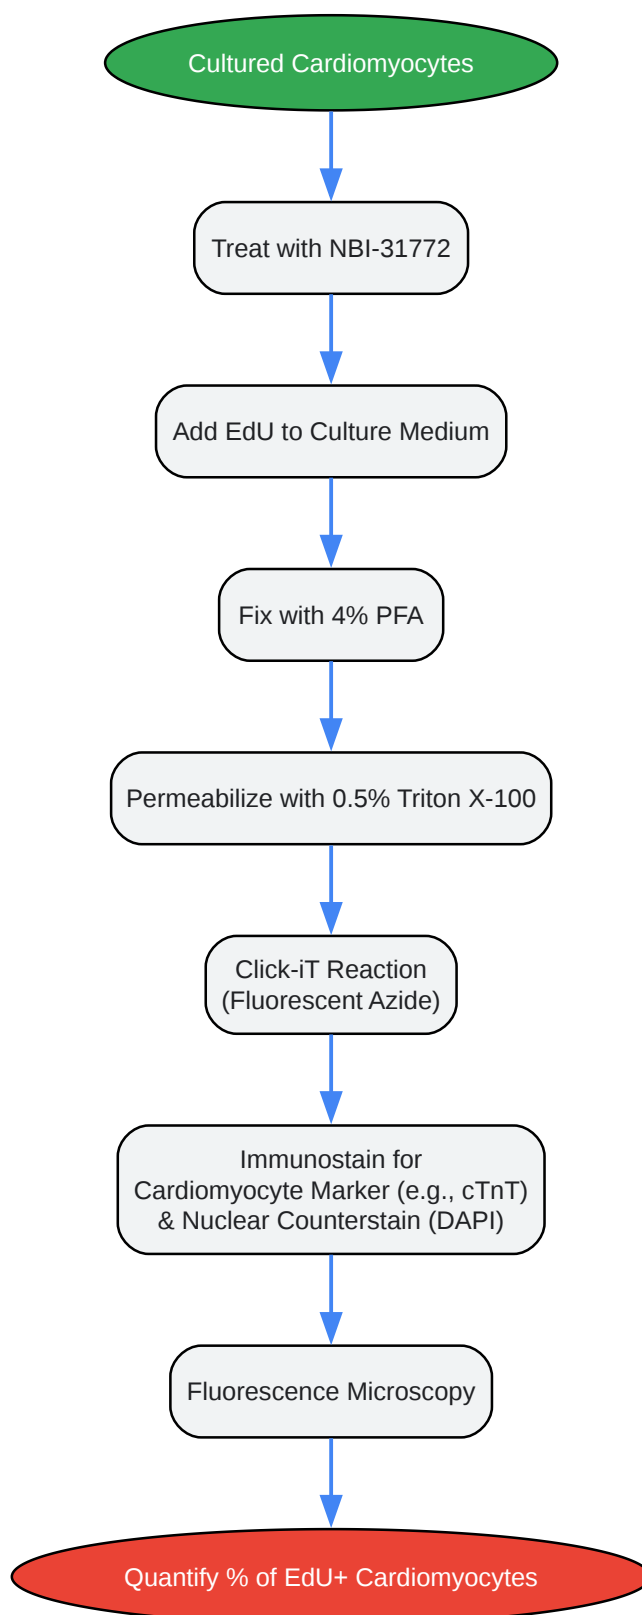 Cultured Cardiomyocytes
Treat with NBI-31772
Add EdU to Culture Medium
Fix with 4% PFA
Permeabilize with 0.5% Triton X-100
Click-iT Reaction
(Fluorescent Azide)
Immunostain for
Cardiomyocyte Marker (e.g., cTnT)
& Nuclear Counterstain (DAPI)
Fluorescence Microscopy
Quantify % of EdU+ Cardiomyocytes